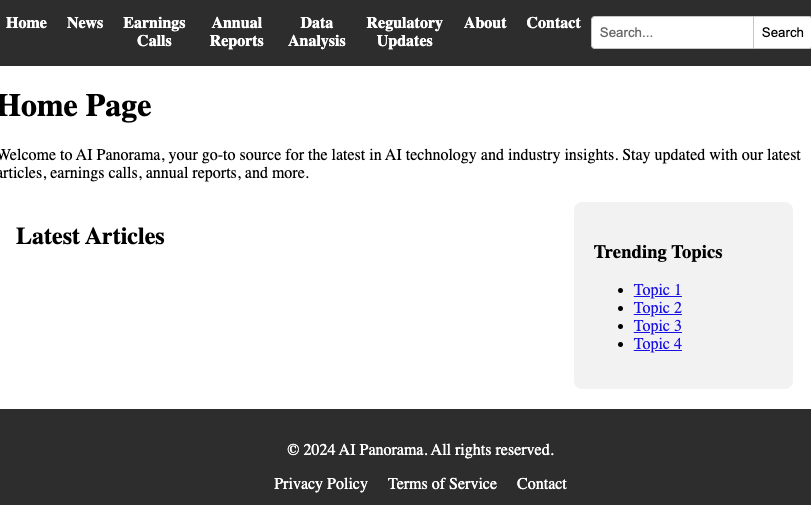 Home News Earnings Calls Annual Reports Data Analysis Regulatory Updates About Contact Search... Search
Home Page
Welcome to AI Panorama, your go-to source for the latest in AI technology and industry insights. Stay updated with our latest
articles, earnings calls, annual reports, and more.
Latest Articles
Trending Topics
Topic 1
Topic 2
Topic 3
Topic 4
© 2024 AI Panorama. All rights reserved.
Privacy Policy Terms of Service Contact